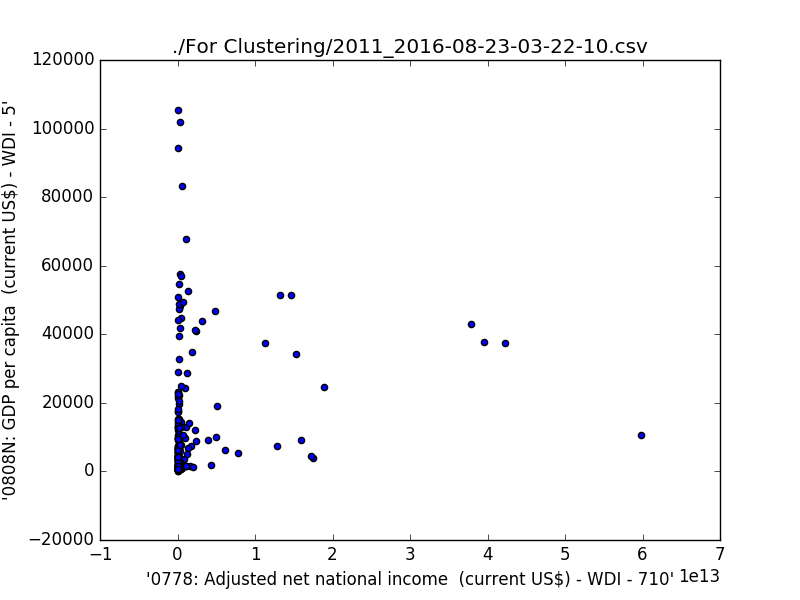 ./For Clustering/2011_2016-08-23-03-22-10.csv
120000
100000
80000
60000
40000
20000
0
−20000
'0808N: GDP per capita  (current US$) - WDI - 5'
−1 0 1 2 3 4 5 6 7
'0778: Adjusted net national income  (current US$) - WDI - 710' 1e13